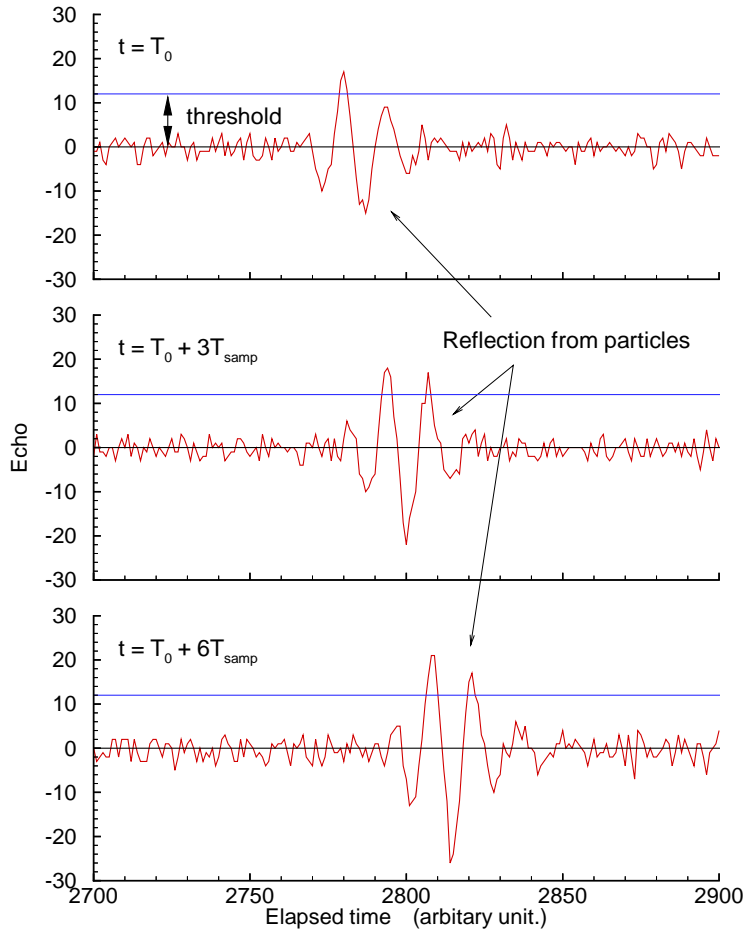 30
t = T0
20
10
threshold
0
-10
-20
-30
Reflection from particles
30
t = T0 + 3Tsamp
20
10
0
Echo
-10
-20
-30
30
t = T0 + 6Tsamp
20
10
0
-10
-20
-30
2700 2750 2800 2850 2900
Elapsed time (arbitary unit.)